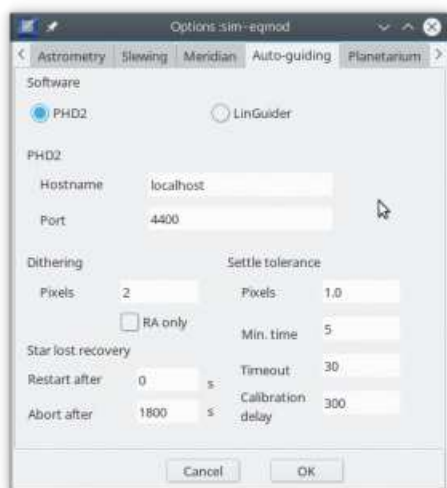 Options :sim-eqmod
Astrometry Slewing Meridian Auto-guiding Planetarium
Software
PHD2 LinGuider
PHD2
Hostname localhost
Port 4400
Dithering Settle tolerance
Pixels 2 Pixels 1.0
RA only
Min. time 5
Star lost recovery
Timeout 30
Restart after 0 s
Calibration delay 300
Abort after 1800 s
Cancel OK